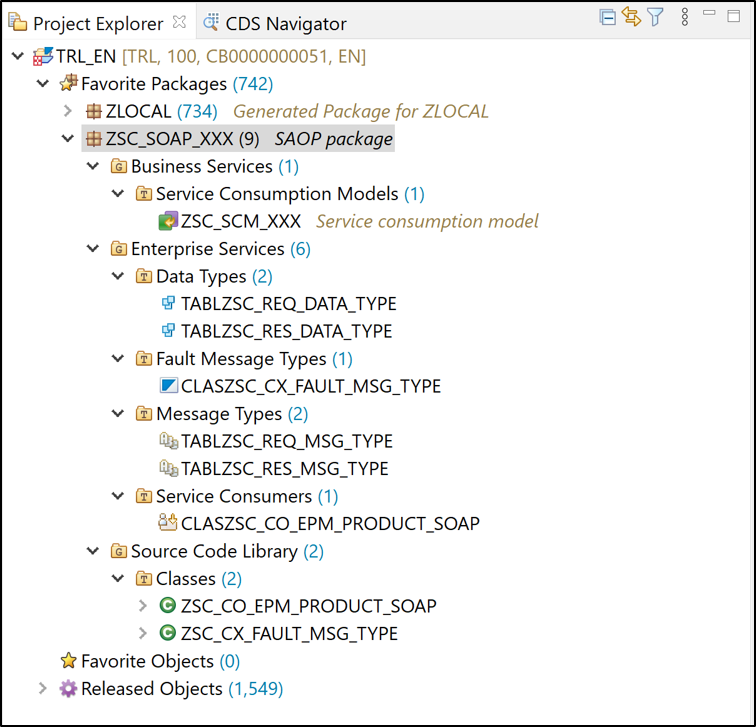 Project Explorer CDS Navigator
TRL_EN [TRL, 100, CB0000000051, EN]
Favorite Packages (742)
ZLOCAL (734) Generated Package for ZLOCAL
ZSC_SOAP_XXX (9) SAOP package
G Business Services (1)
T Service Consumption Models (1)
ZSC_SCM_XXX Service consumption model
G Enterprise Services (6)
T Data Types (2)
TABLZSC_REQ_DATA_TYPE
TABLZSC_RES_DATA_TYPE
T Fault Message Types (1)
CLASZSC_CX_FAULT_MSG_TYPE
T Message Types (2)
TABLZSC_REQ_MSG_TYPE
TABLZSC_RES_MSG_TYPE
T Service Consumers (1)
CLASZSC_CO_EPM_PRODUCT_SOAP
G Source Code Library (2)
T Classes (2)
C ZSC_CO_EPM_PRODUCT_SOAP
C ZSC_CX_FAULT_MSG_TYPE
Favorite Objects (0)
Released Objects (1,549)